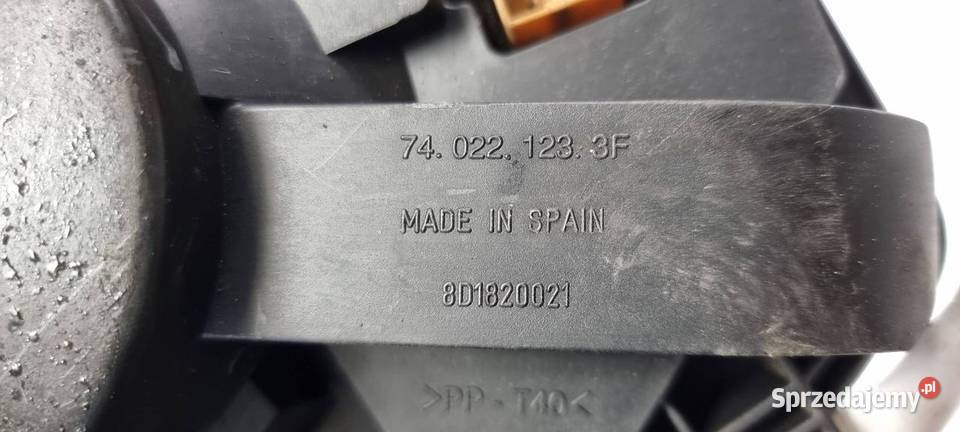 74. 022. 123. 3F
MADE IN SPAIN
8D1820021
>PP-T40<
Sprzedajemy.pl